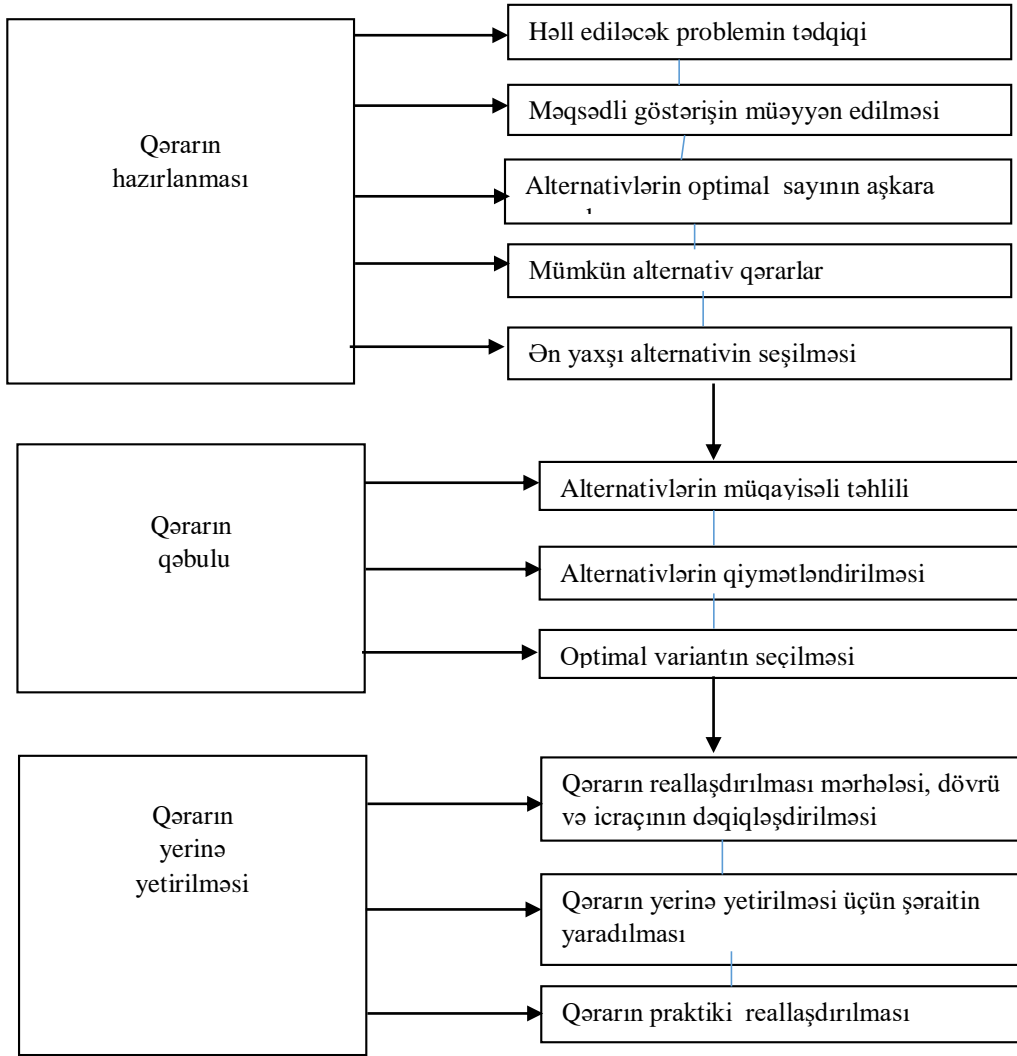 Qərarın
hazırlanması
Həll ediləcək problemin tədqiqi
Məqsədli göstərişin müəyyən edilməsi
Alternativlərin optimal sayının aşkara
Mümkün alternativ qərarlar
Ən yaxşı alternativin seşilməsi
Qərarın
qəbulu
Alternativlərin müqayisəli təhlili
Alternativlərin qiymətləndirilməsi
Optimal variantın seçilməsi
Qərarın
yerinə
yetirilməsi
Qərarın reallaşdırılması mərhələsi, dövrü
və icraçının dəqiqləşdirilməsi
Qərarın yerinə yetirilməsi üçün şəraitin
yaradılması
Qərarın praktiki reallaşdırılması